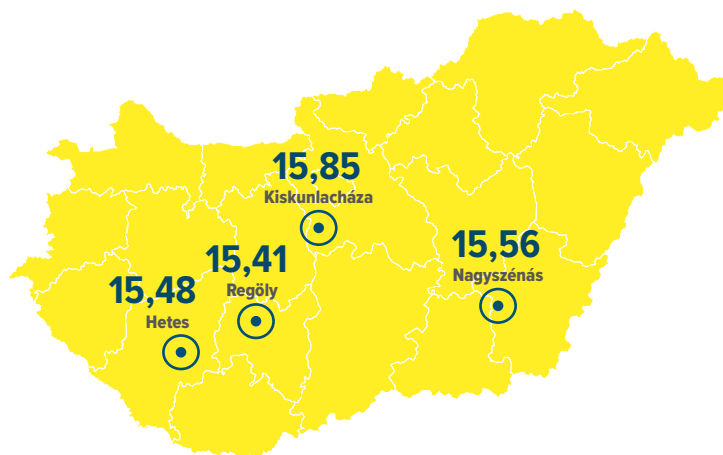 15,85
Kiskunlacháza
15,56
Nagyszénás
15,41
Regöly
15,48
Hetes